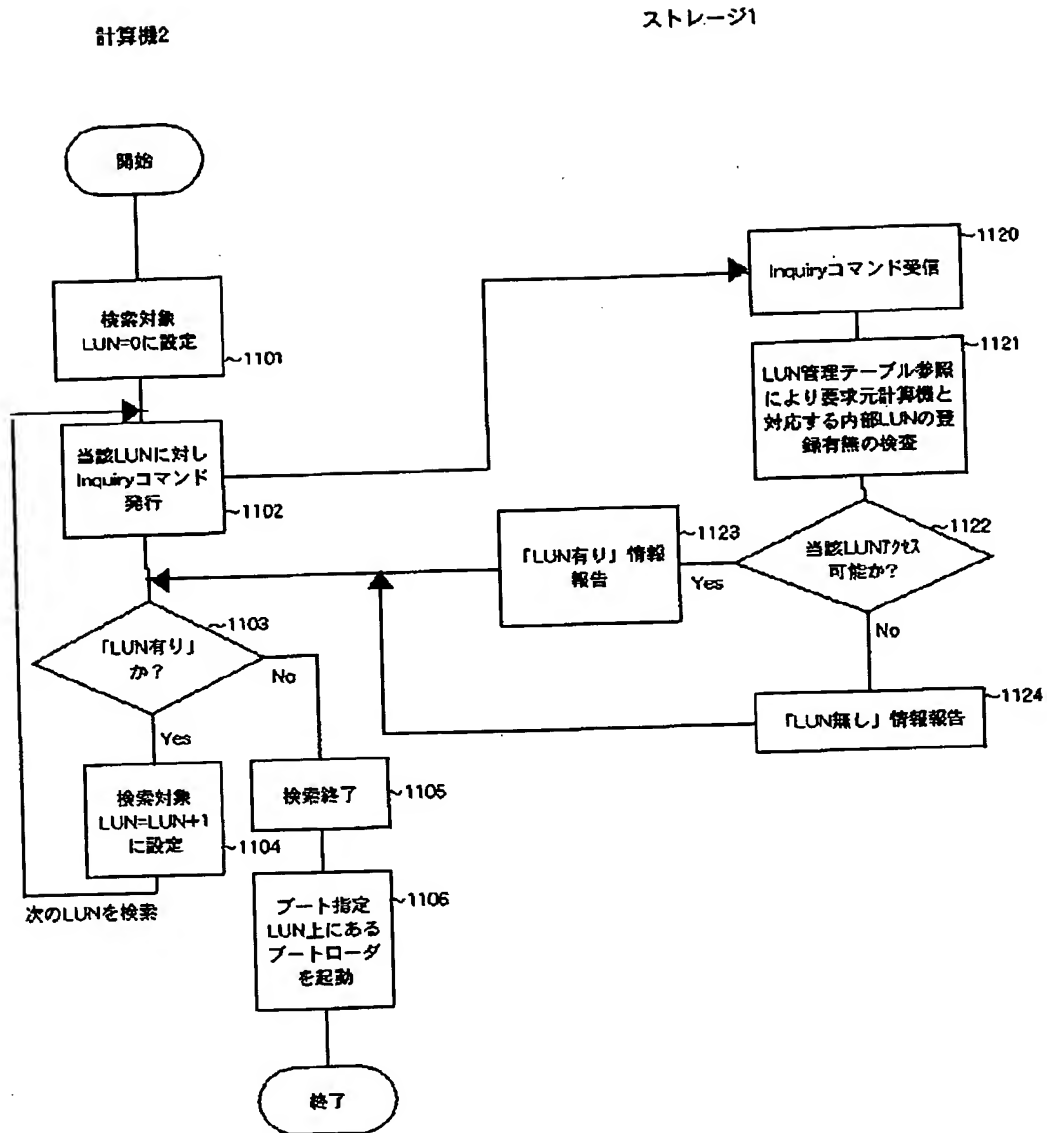 計算機2
ストレージ1
開始
検索対象
LUN=0に設定
~1101
当該LUNに対し
Inquiryコマンド
発行
~1102
「LUN有り」
か？
~1103
Yes
No
検索対象
LUN=LUN+1
に設定
~1104
次のLUNを検索
検索終了
~1105
ブート指定
LUN上にある
ブートローダ
を起動
~1106
終了
Inquiryコマンド受信
~1120
LUN管理テーブル参照
により要求元計算機と
対応する内部LUNの登
録有無の検査
~1121
当該LUNアクセス
可能か？
~1122
Yes
No
「LUN有り」情報
報告
~1123
「LUN無し」情報報告
~1124